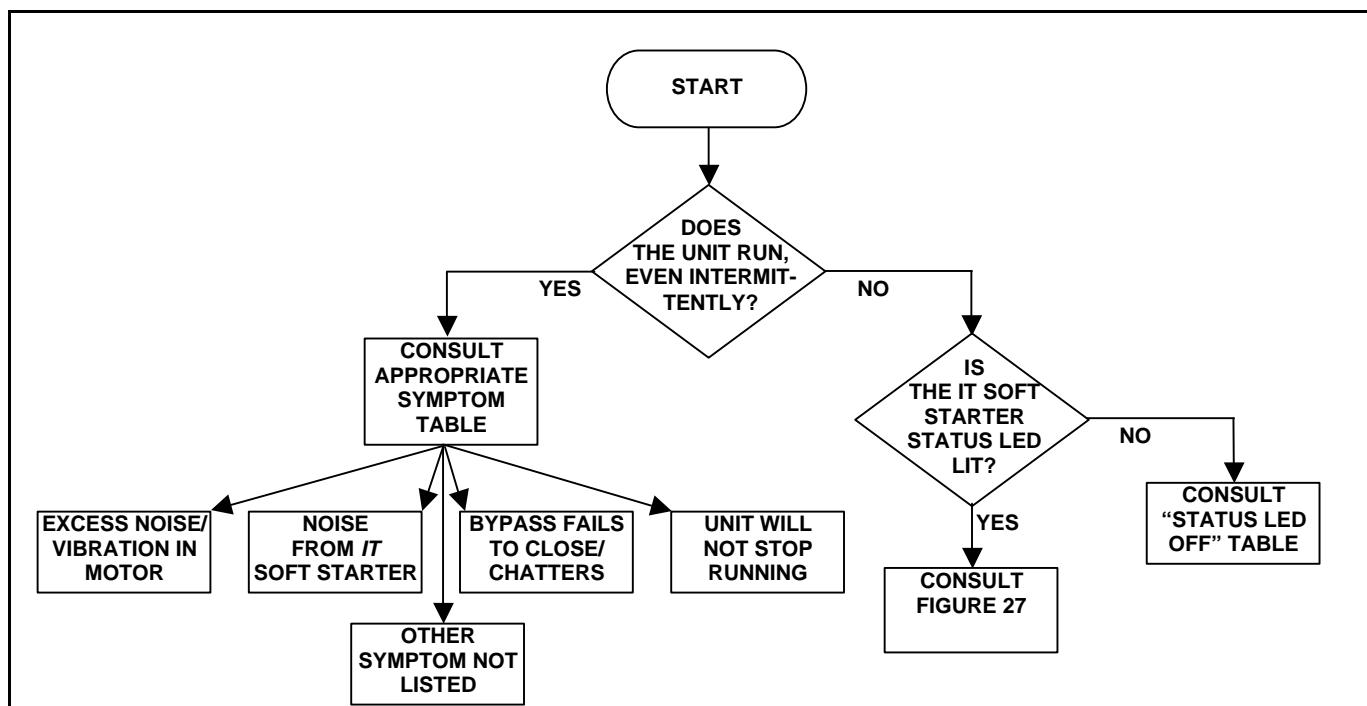 START
DOES
THE UNIT RUN,
EVEN INTERMIT-
TENTLY?
YES
NO
CONSULT
APPROPRIATE
SYMPTOM
TABLE
IS
THE IT SOFT
STARTER
STATUS LED
LIT?
NO
YES
EXCESS NOISE/
VIBRATION IN
MOTOR
NOISE
FROM IT
SOFT STARTER
BYPASS FAILS
TO CLOSE/
CHATTERS
UNIT WILL
NOT STOP
RUNNING
OTHER
SYMPTOM NOT
LISTED
CONSULT
FIGURE 27
CONSULT
“STATUS LED
OFF” TABLE